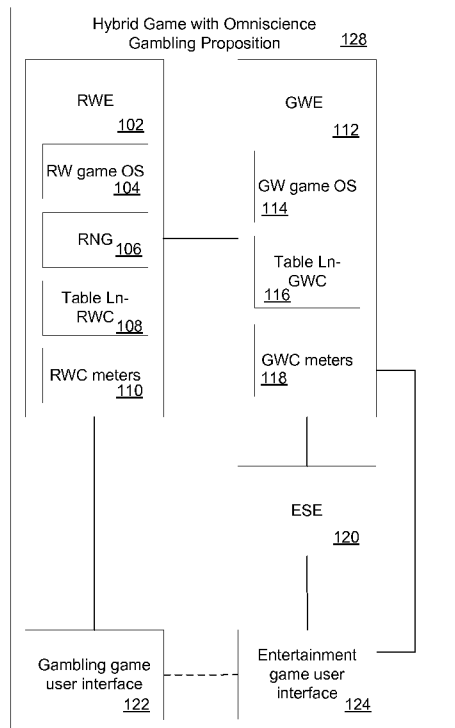 Hybrid Game with Omniscience
Gambling Proposition
128
RWE
102
RW game OS
104
RNG
106
Table Ln-
RWC
108
RWC meters
110
GWE
112
GW game OS
114
Table Ln-
GWC
116
GWC meters
118
ESE
120
Gambling game
user interface
122
Entertainment
game user
interface
124